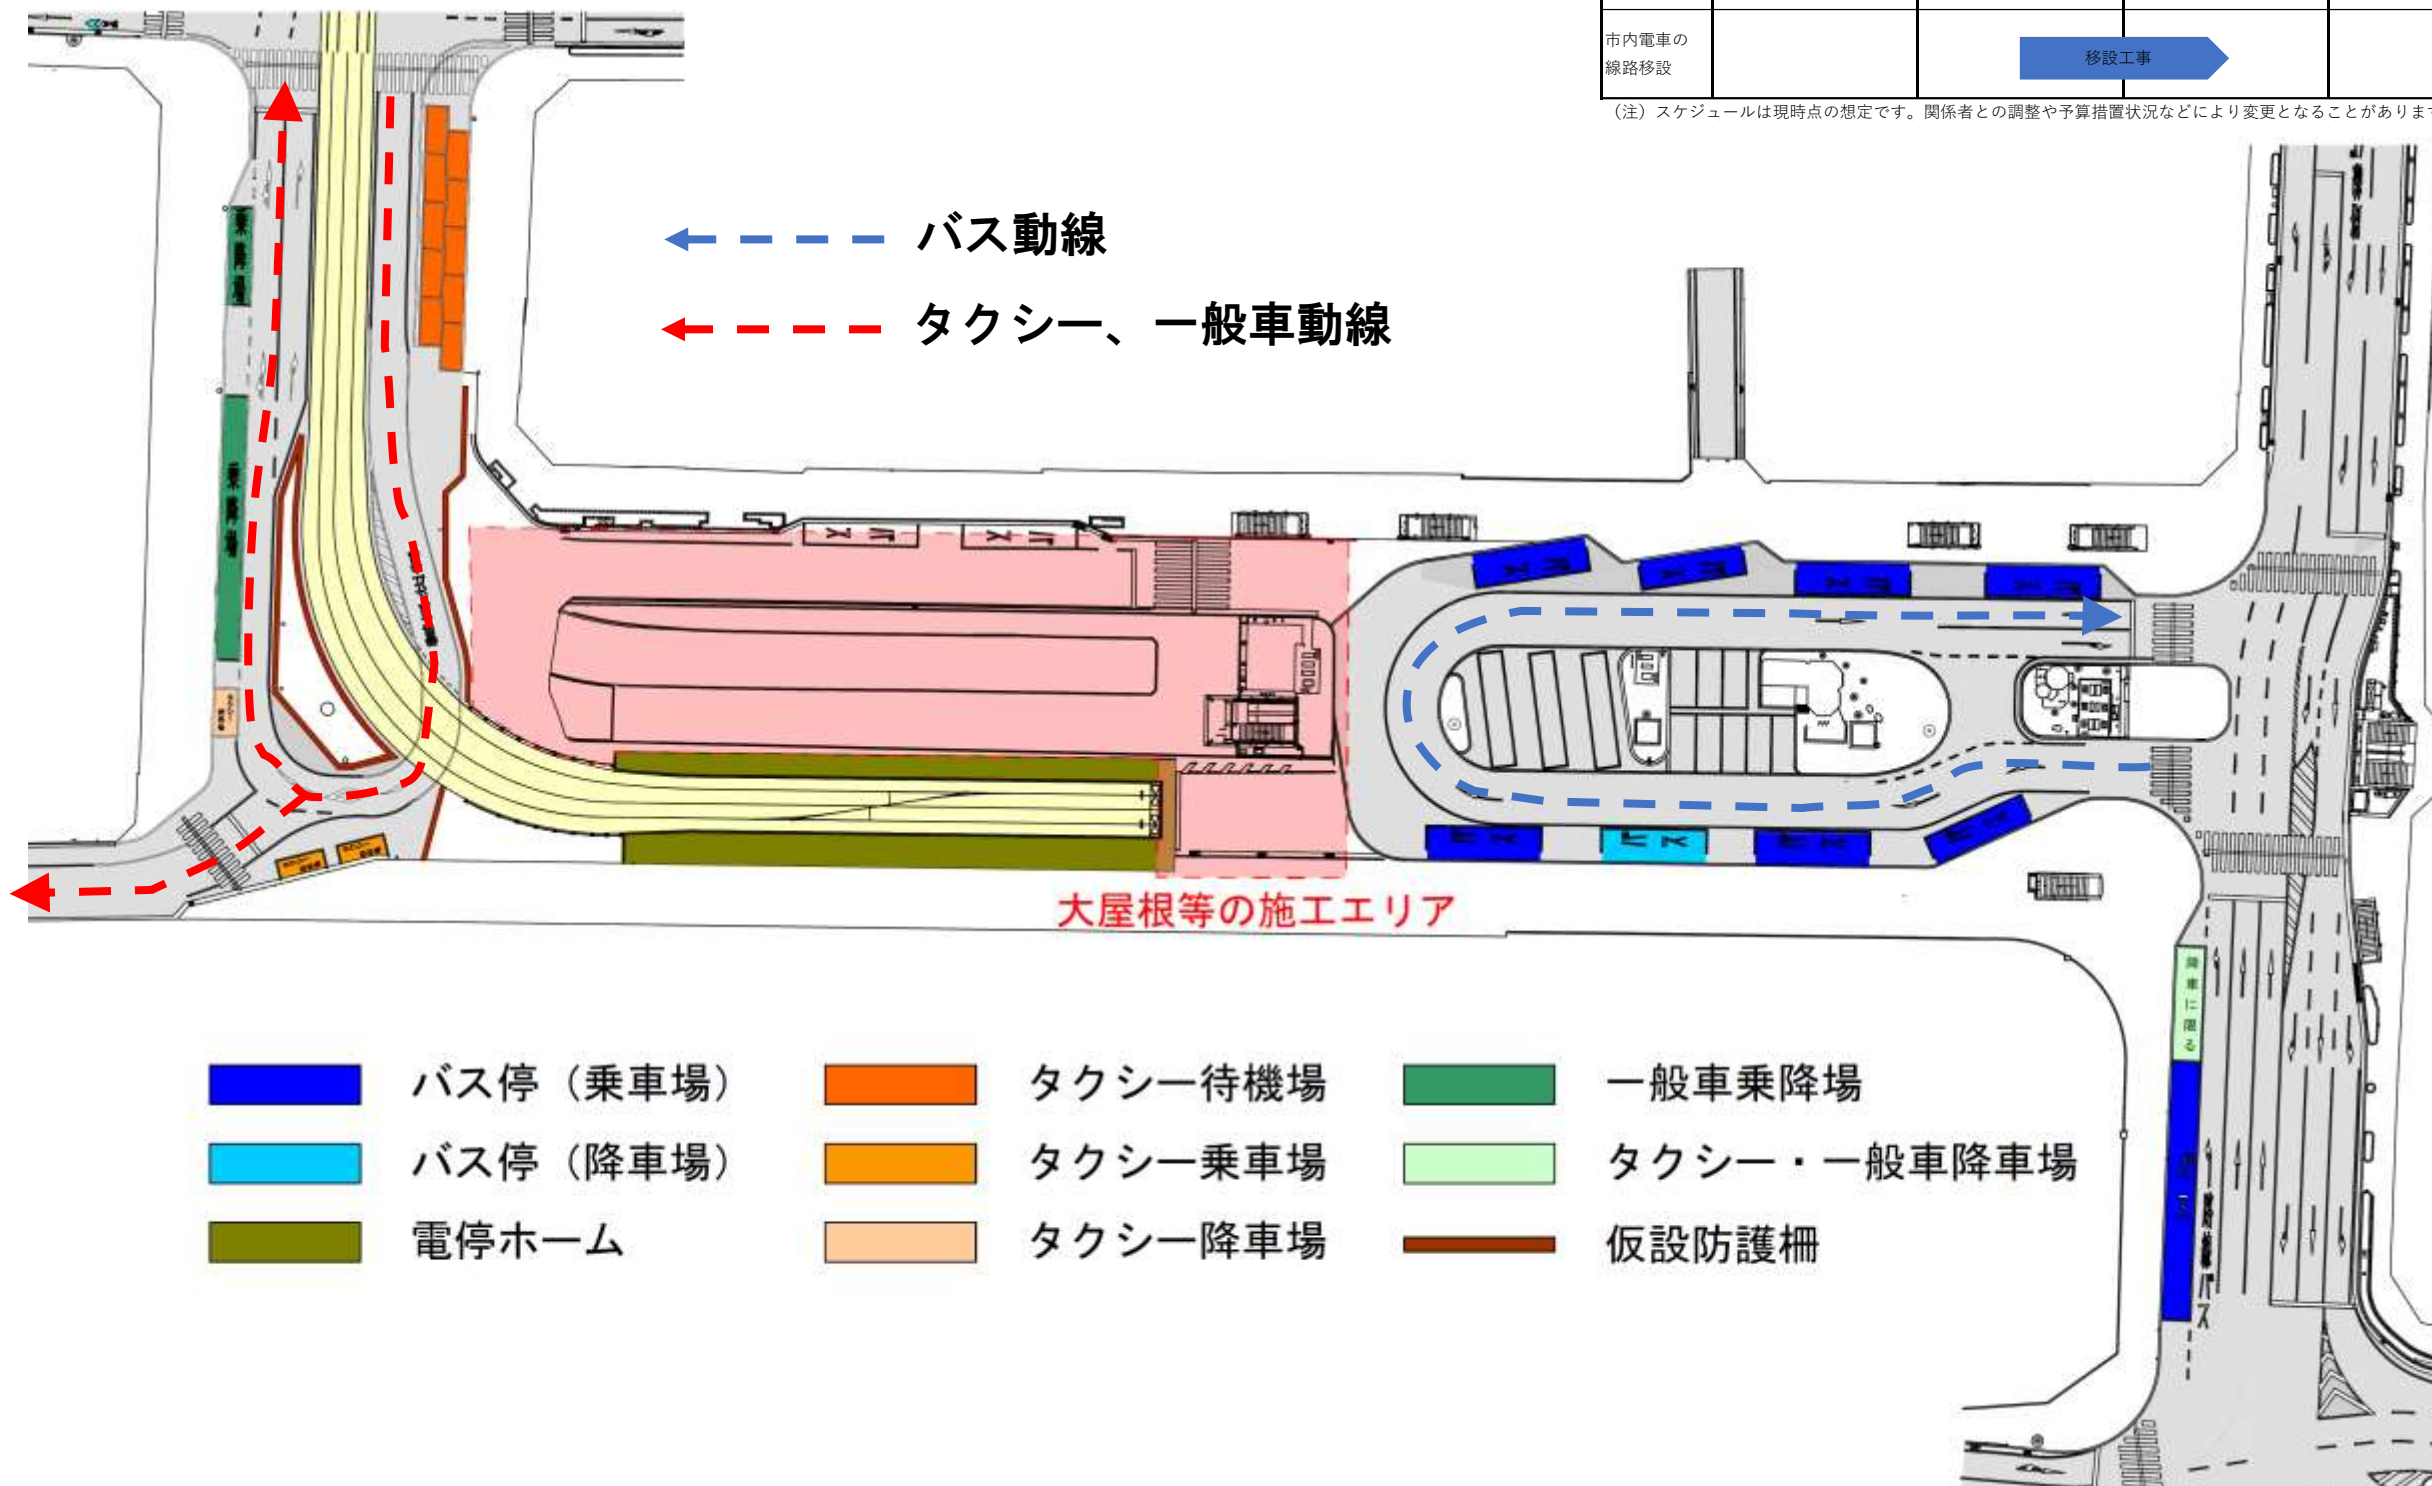 市内電車の
線路移設
移設工事
（注）スケジュールは現時点の想定です。関係者との調整や予算措置状況などにより変更となることがありま
バス動線
タクシー、一般車動線
大屋根等の施工エリア
降車に限る
バス停（乗車場）
タクシー待機場
一般車乗降場
バス停（降車場）
タクシー乗車場
タクシー・一般車降車場
電停ホーム
タクシー降車場
仮設防護柵